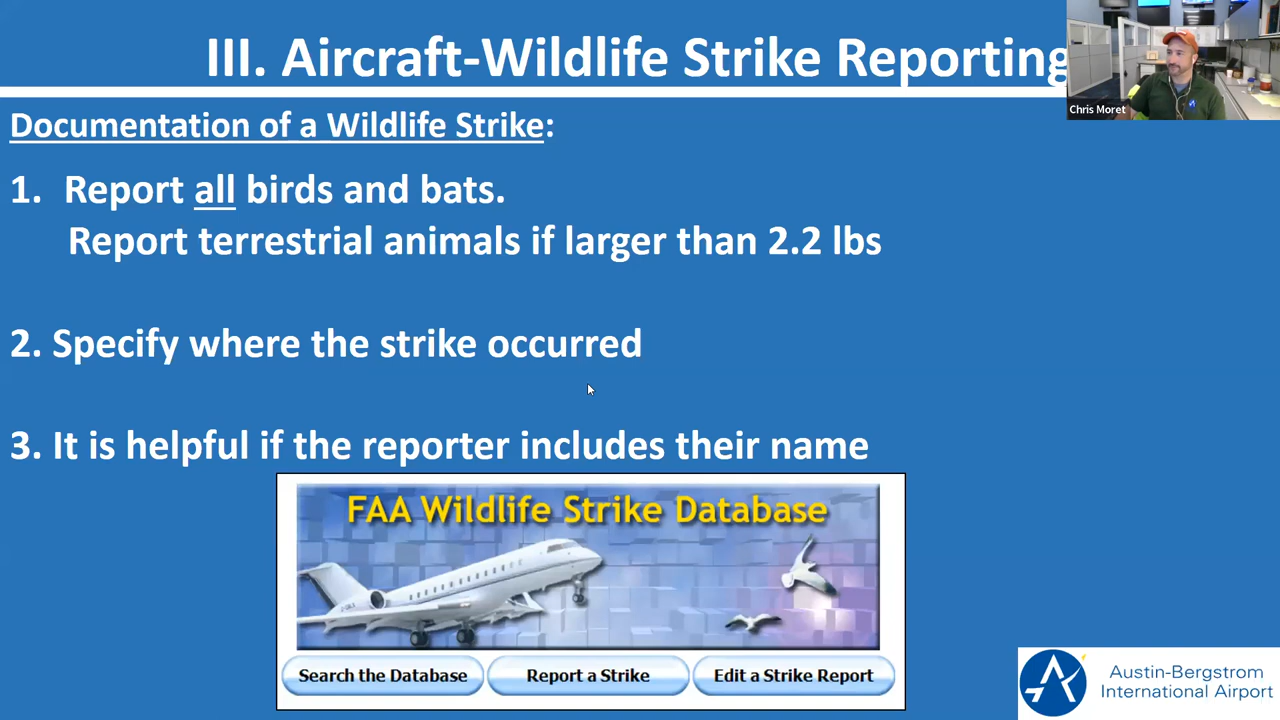 III. Aircraft-Wildlife Strike Reporting
Chris Moret
Documentation of a Wildlife Strike:
1. Report all birds and bats.
Report terrestrial animals if larger than 2.2 lbs
2. Specify where the strike occurred
3. It is helpful if the reporter includes their name
FAA Wildlife Strike Database
Search the Database
Report a Strike
Edit a Strike Report
Austin-Bergstrom
International Airport